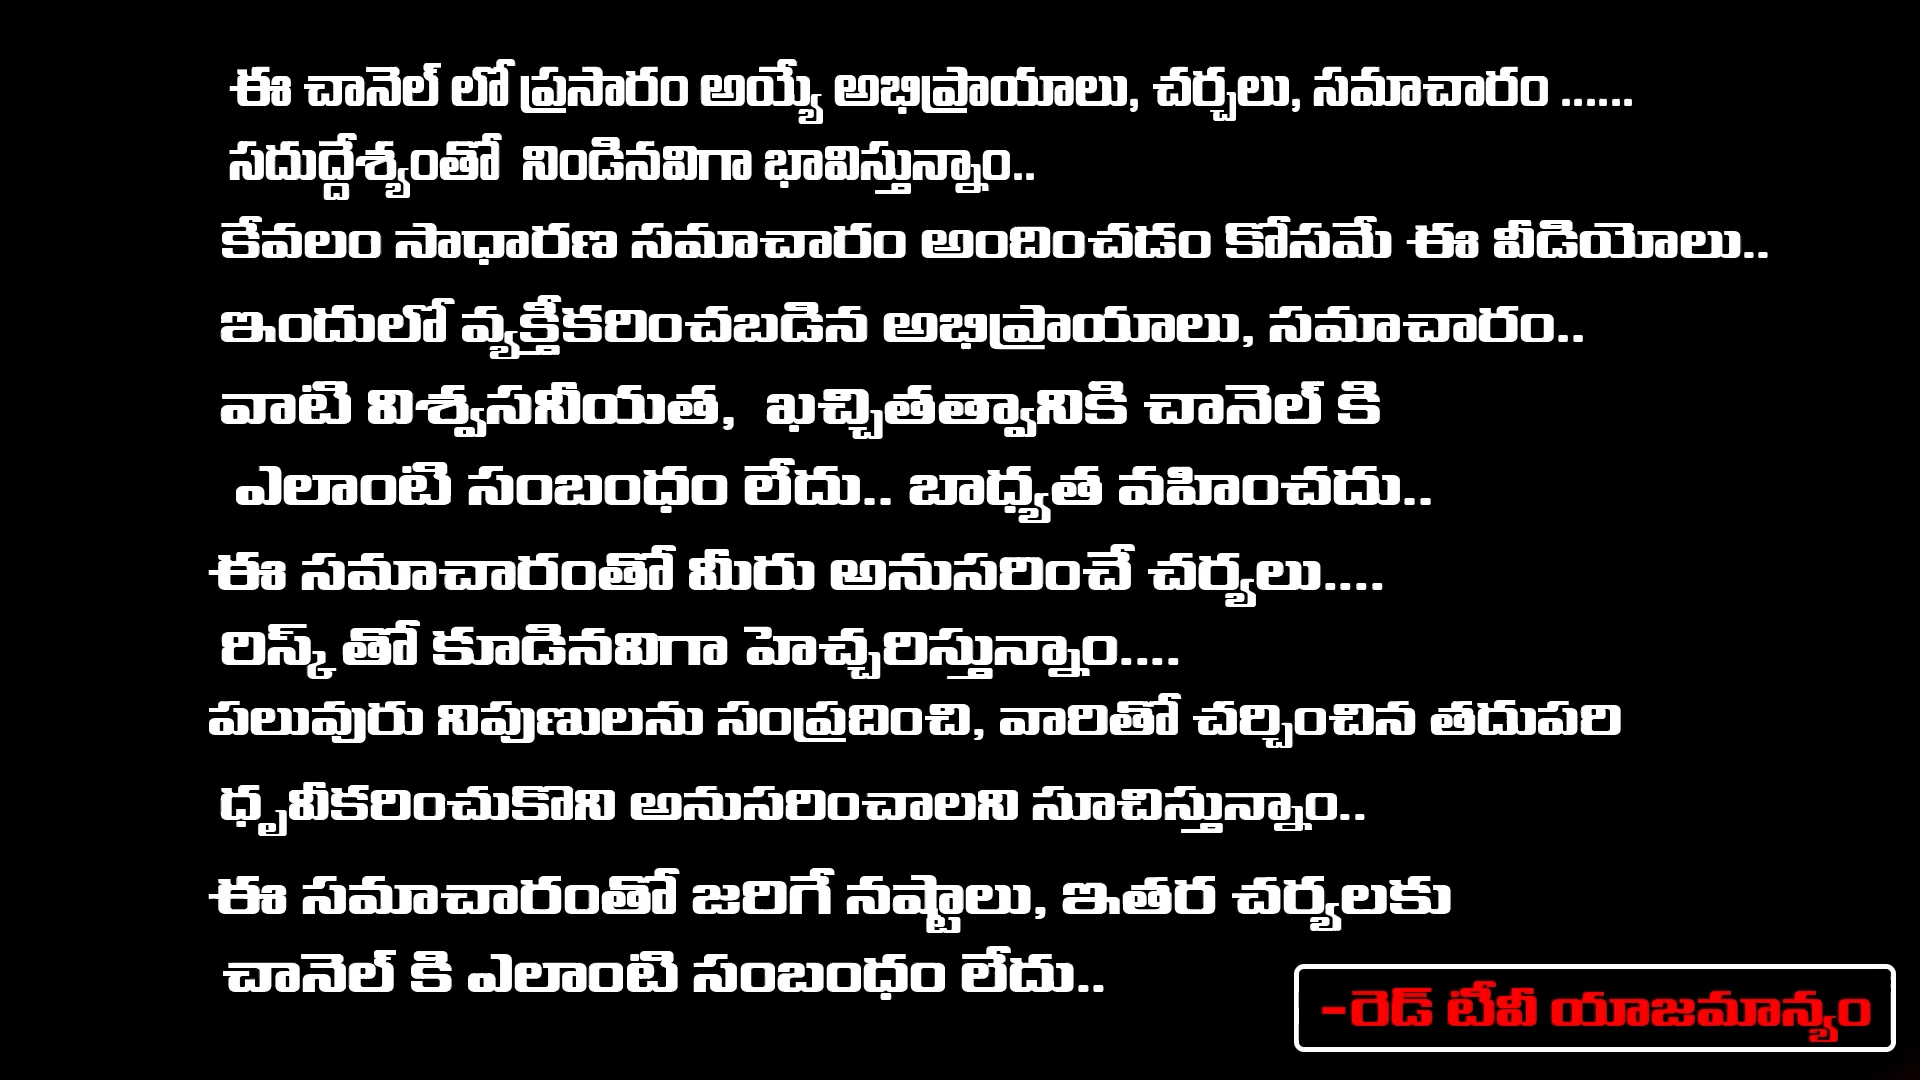 ఈ చానెల్ లో ప్రసారం అయ్యే అభిప్రాయాలు, చర్చలు, సమాచారం ......
సదుద్దేశ్యంతో నిండినవిగా భావిస్తున్నాం..
కేవలం సాధారణ సమాచారం అందించడం కోసమే ఈ వీడియోలు..
ఇందులో వ్యక్తీకరించబడిన అభిప్రాయాలు, సమాచారం..
వాటి విశ్వసనీయత, ఖచ్చితత్వానికి చానెల్ కి
ఎలాంటి సంబంధం లేదు.. బాధ్యత వహించదు..
ఈ సమాచారంతో మీరు అనుసరించే చర్యలు....
రిస్క్ తో కూడినవిగా హెచ్చరిస్తున్నాం....
పలువురు నిపుణులను సంప్రదించి, వారితో చర్చించిన తదుపరి
ధృవీకరించుకొని అనుసరించాలని సూచిస్తున్నాం..
ఈ సమాచారంతో జరిగే నష్టాలు, ఇతర చర్యలకు
చానెల్ కి ఎలాంటి సంబంధం లేదు..
-రెడ్ టీవీ యాజమాన్యం